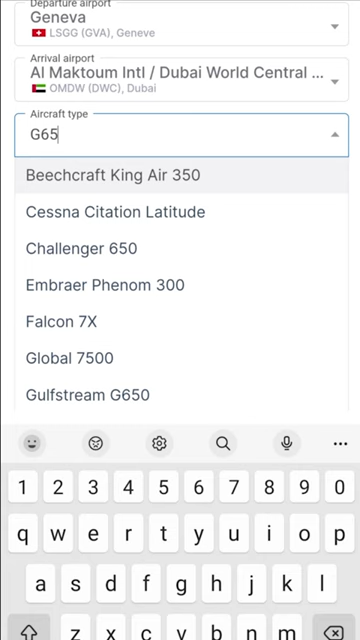 Departure airport
Geneva
LSGG (GVA), Geneve
Arrival airport
Al Maktoum Intl / Dubai World Central ...
OMDW (DWC), Dubai
Aircraft type
G65
Beechcraft King Air 350
Cessna Citation Latitude
Challenger 650
Embraer Phenom 300
Falcon 7X
Global 7500
Gulfstream G650
1 2 3 4 5 6 7 8 9 0
q w e r t y u i o p
a s d f g h j k l
z x c v b n m